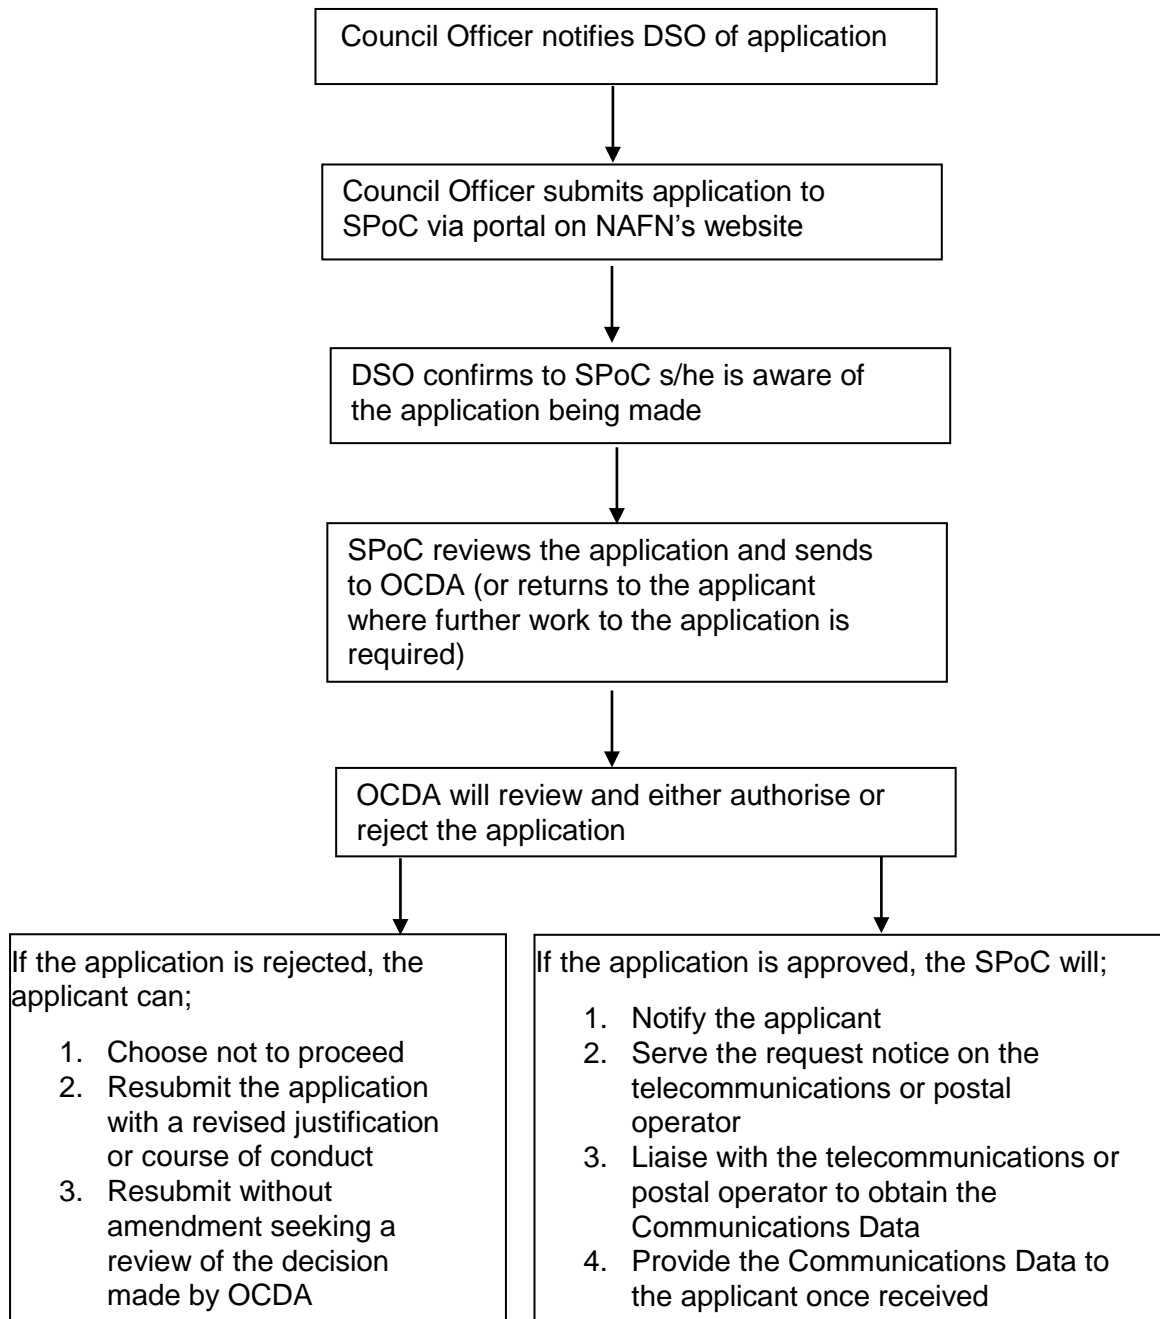 Council Officer notifies DSO of application
Council Officer submits application to
SPoC via portal on NAFN's website
DSO confirms to SPoC s/he is aware of
the application being made
SPoC reviews the application and sends
to OCDA (or returns to the applicant
where further work to the application is
required)
OCDA will review and either authorise or
reject the application
If the application is rejected, the
applicant can;
1. Choose not to proceed
2. Resubmit the application
with a revised justification
or course of conduct
3. Resubmit without
amendment seeking a
review of the decision
made by OCDA
If the application is approved, the SPoC will;
1. Notify the applicant
2. Serve the request notice on the
telecommunications or postal
operator
3. Liaise with the telecommunications or
postal operator to obtain the
Communications Data
4. Provide the Communications Data to
the applicant once received